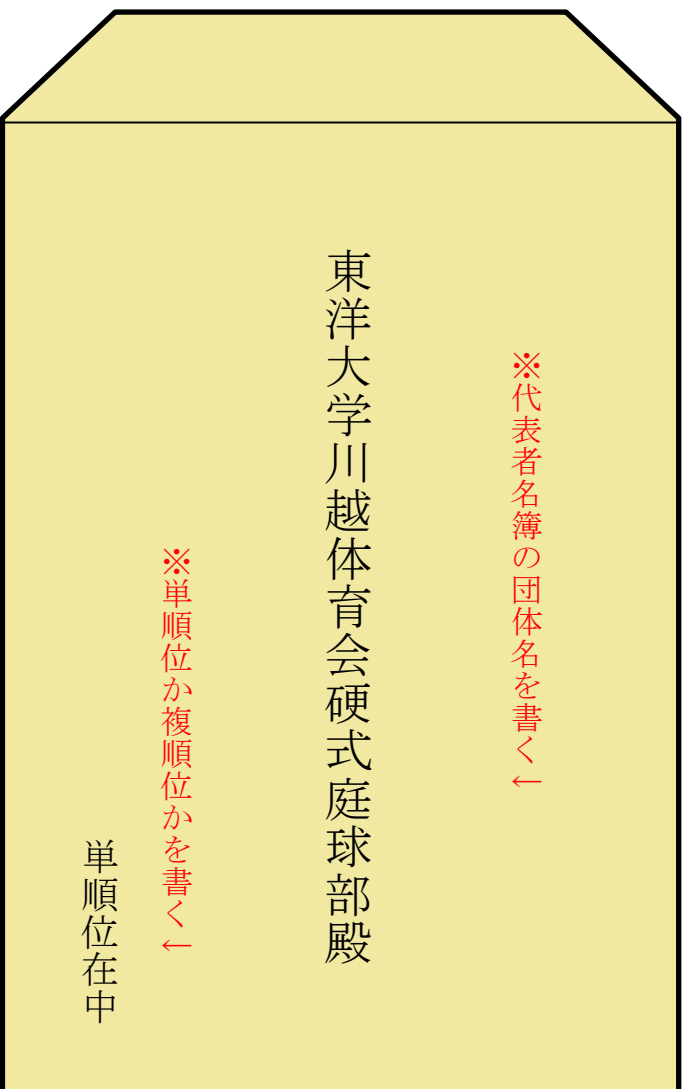 ※代表者名簿の団体名を書く←
東洋大学川越体育会硬式庭球部殿
※単順位か複順位かを書く←
単順位在中